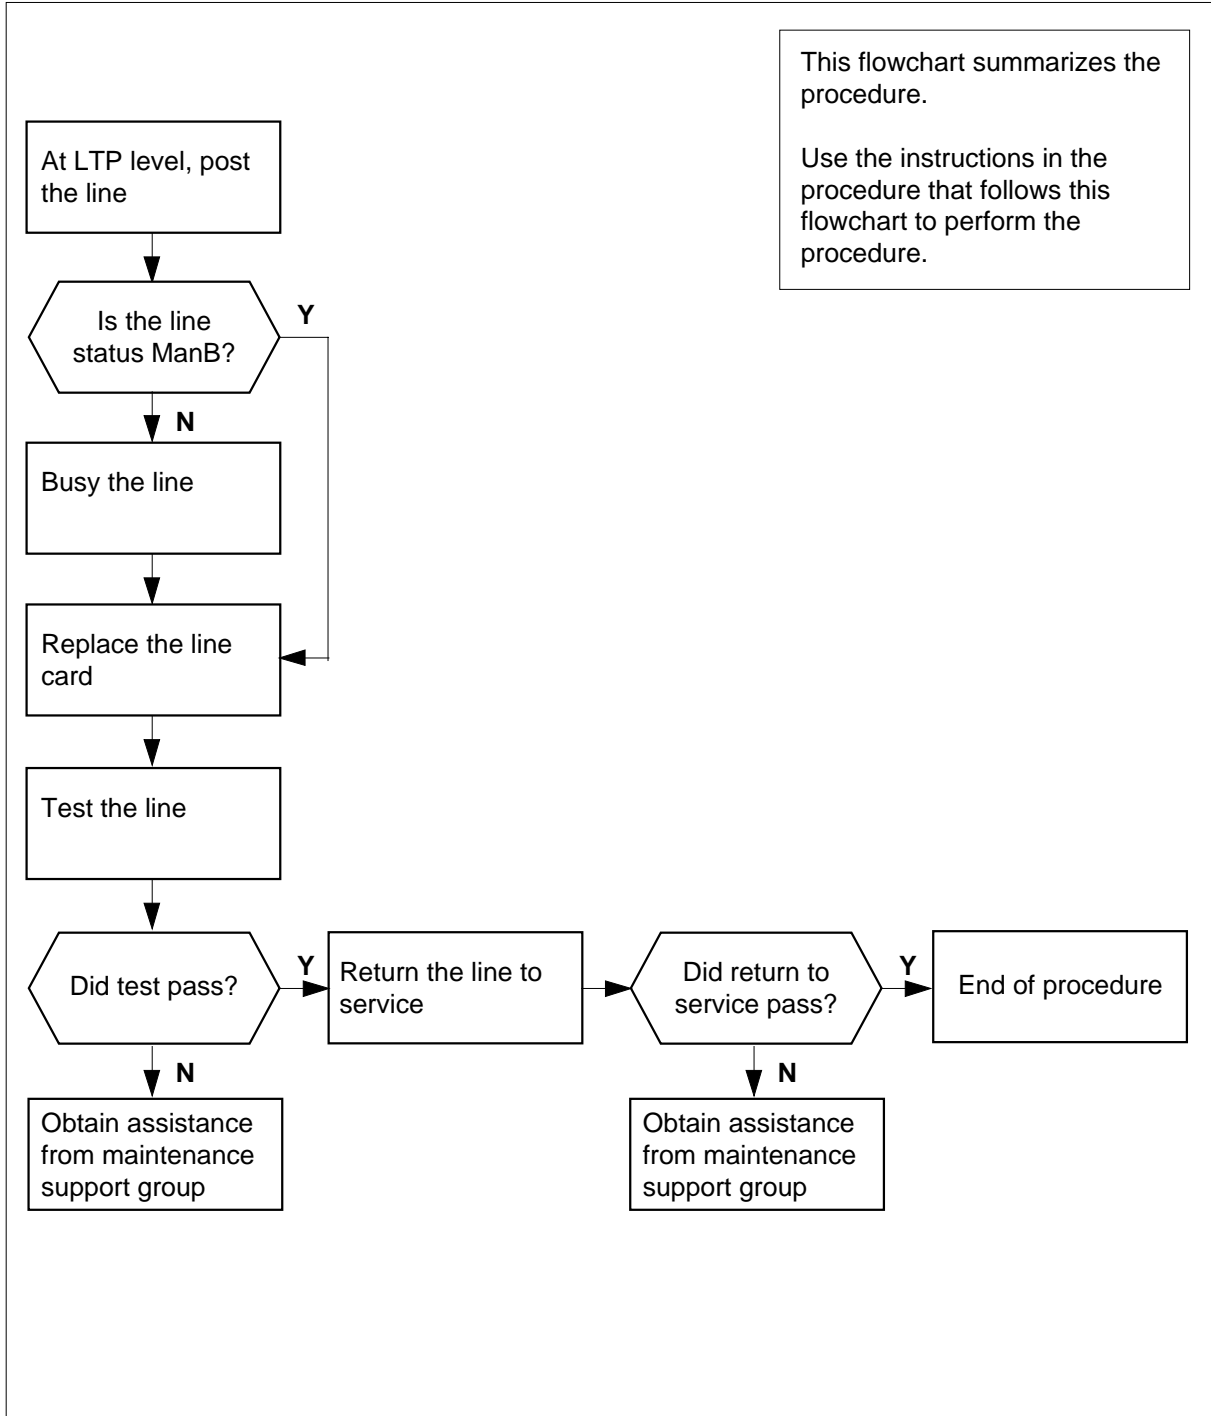 This flowchart summarizes the
procedure.
Use the instructions in the
procedure that follows this
flowchart to perform the
procedure.
At LTP level, post
the line
Is the line
status ManB?
Y
N
Busy the line
Replace the line
card
Test the line
Did test pass?
Y
N
Return the line to
service
Did return to
service pass?
Y
N
End of procedure
Obtain assistance
from maintenance
support group
Obtain assistance
from maintenance
support group